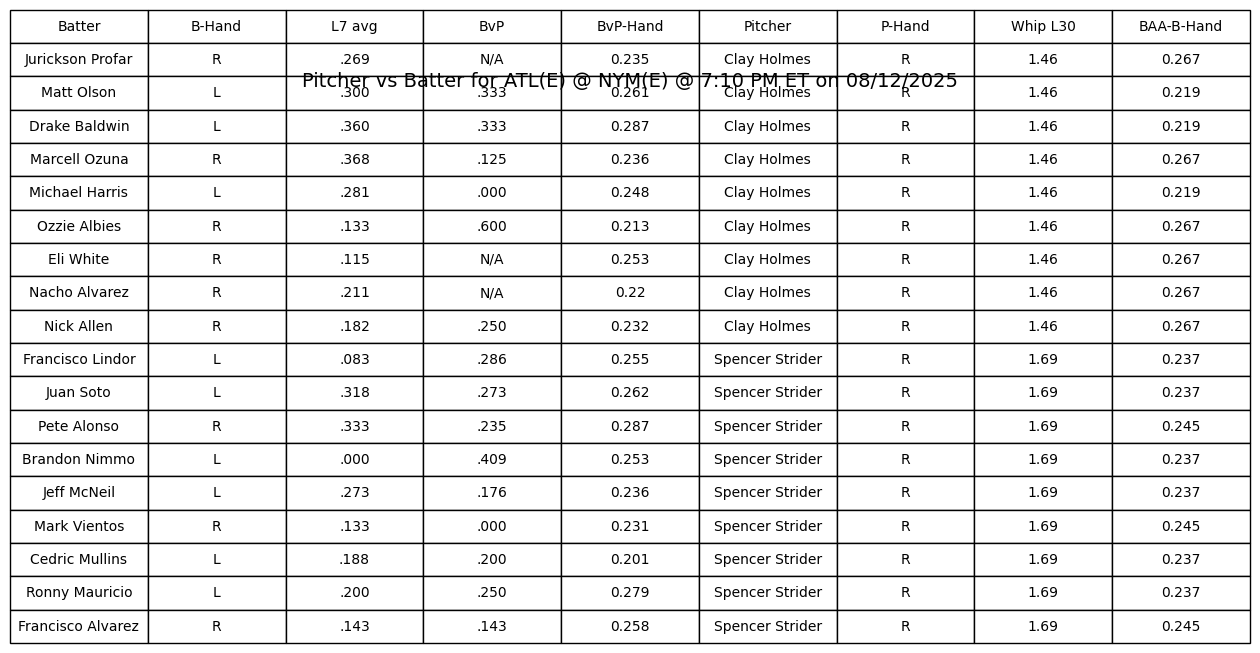 Batter B-Hand L7 avg BvP BvP-Hand Pitcher P-Hand Whip L30 BAA-B-Hand
Jurickson Profar R .269 N/A 0.235 Clay Holmes R 1.46 0.267
Pitcher vs Batter for ATL(E) @ NYM(E) @ 7:10 PM ET on 08/12/2025
Matt Olson L .300 .333 0.261 Clay Holmes R 1.46 0.219
Drake Baldwin L .360 .333 0.287 Clay Holmes R 1.46 0.219
Marcell Ozuna R .368 .125 0.236 Clay Holmes R 1.46 0.267
Michael Harris L .281 .000 0.248 Clay Holmes R 1.46 0.219
Ozzie Albies R .133 .600 0.213 Clay Holmes R 1.46 0.267
Eli White R .115 N/A 0.253 Clay Holmes R 1.46 0.267
Nacho Alvarez R .211 N/A 0.22 Clay Holmes R 1.46 0.267
Nick Allen R .182 .250 0.232 Clay Holmes R 1.46 0.267
Francisco Lindor L .083 .286 0.255 Spencer Strider R 1.69 0.237
Juan Soto L .318 .273 0.262 Spencer Strider R 1.69 0.237
Pete Alonso R .333 .235 0.287 Spencer Strider R 1.69 0.245
Brandon Nimmo L .000 .409 0.253 Spencer Strider R 1.69 0.237
Jeff McNeil L .273 .176 0.236 Spencer Strider R 1.69 0.237
Mark Vientos R .133 .000 0.231 Spencer Strider R 1.69 0.245
Cedric Mullins L .188 .200 0.201 Spencer Strider R 1.69 0.237
Ronny Mauricio L .200 .250 0.279 Spencer Strider R 1.69 0.237
Francisco Alvarez R .143 .143 0.258 Spencer Strider R 1.69 0.245